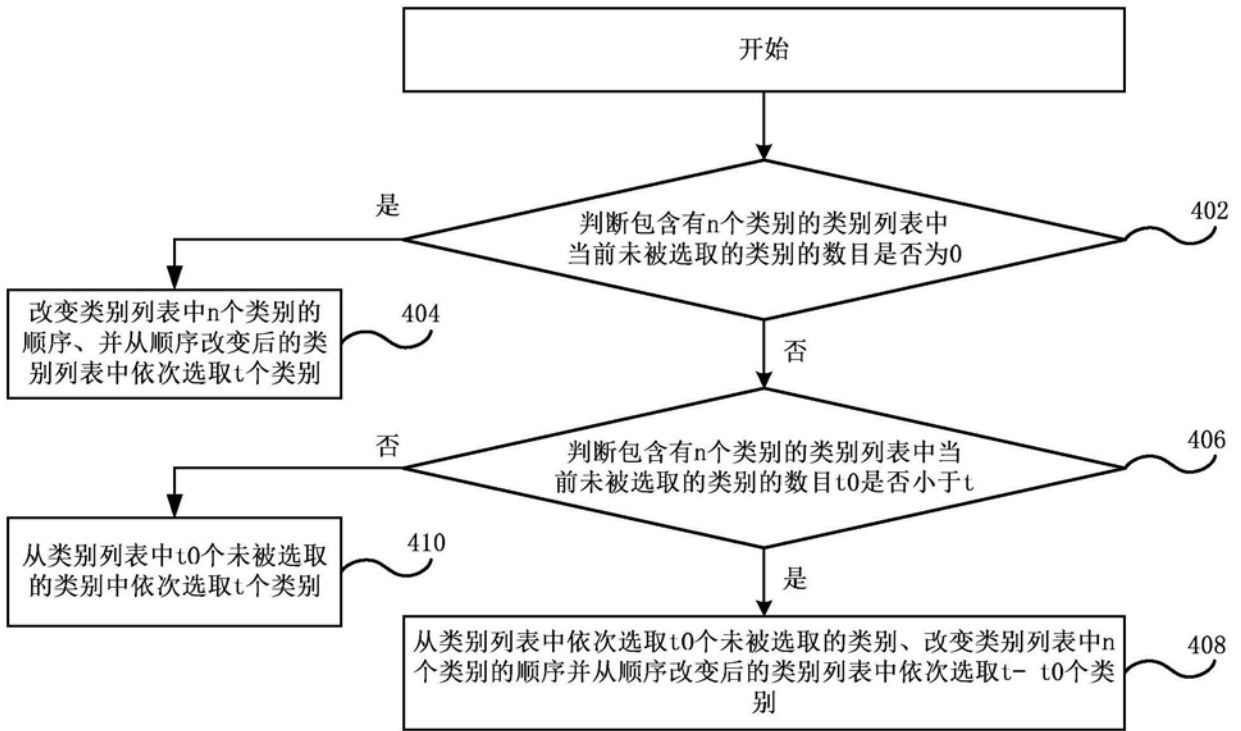 开始
是
判断包含有n个类别的类别列表中
当前未被选取的类别的数目是否为0
402
改变类别列表中n个类别的
顺序、并从顺序改变后的类
别列表中依次选取t个类别
404
否
否
判断包含有n个类别的类别列表中当
前未被选取的类别的数目t0是否小于t
406
从类别列表中t0个未被选取
的类别中依次选取t个类别
410
是
从类别列表中依次选取t0个未被选取的类别、改变类别列表中n
个类别的顺序并从顺序改变后的类别列表中依次选取t- t0个类
别
408